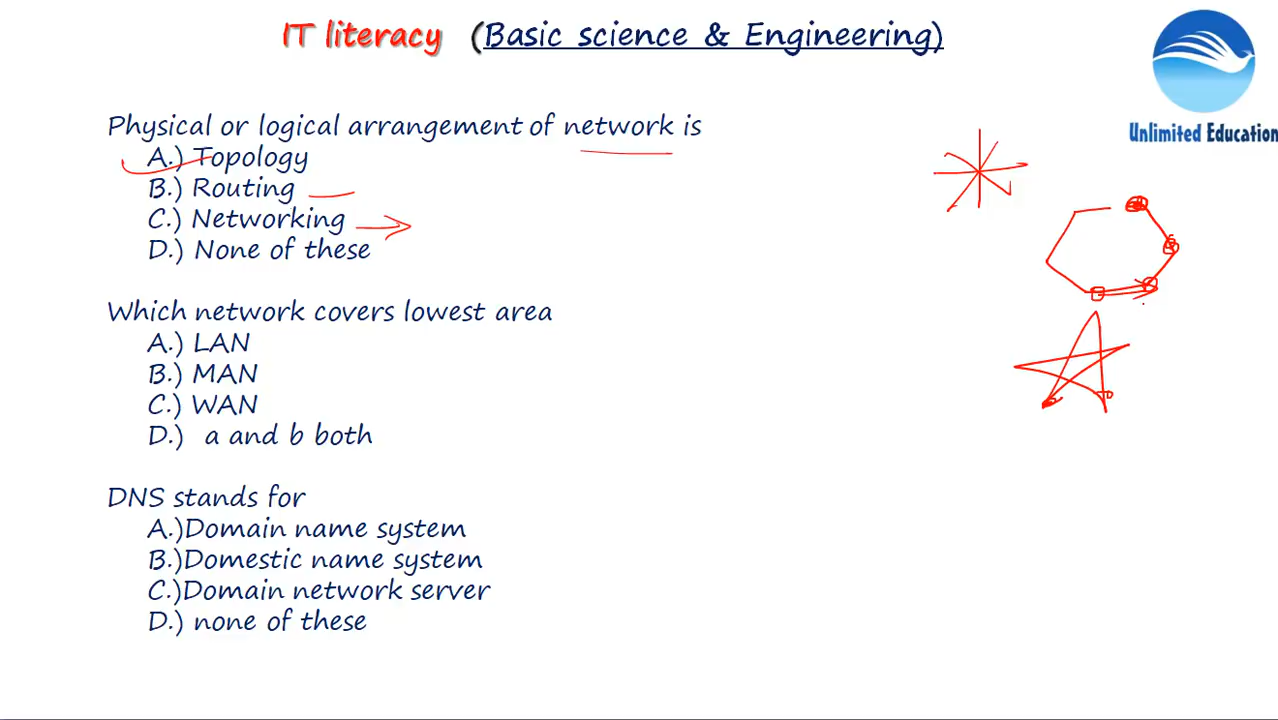 IT literacy (Basic science & Engineering)
Unlimited Education
Physical or logical arrangement of network is
A.) Topology
B.) Routing
C.) Networking
D.) None of these
Which network covers lowest area
A.) LAN
B.) MAN
C.) WAN
D.) a and b both
DNS stands for
A.)Domain name system
B.)Domestic name system
C.)Domain network server
D.) none of these